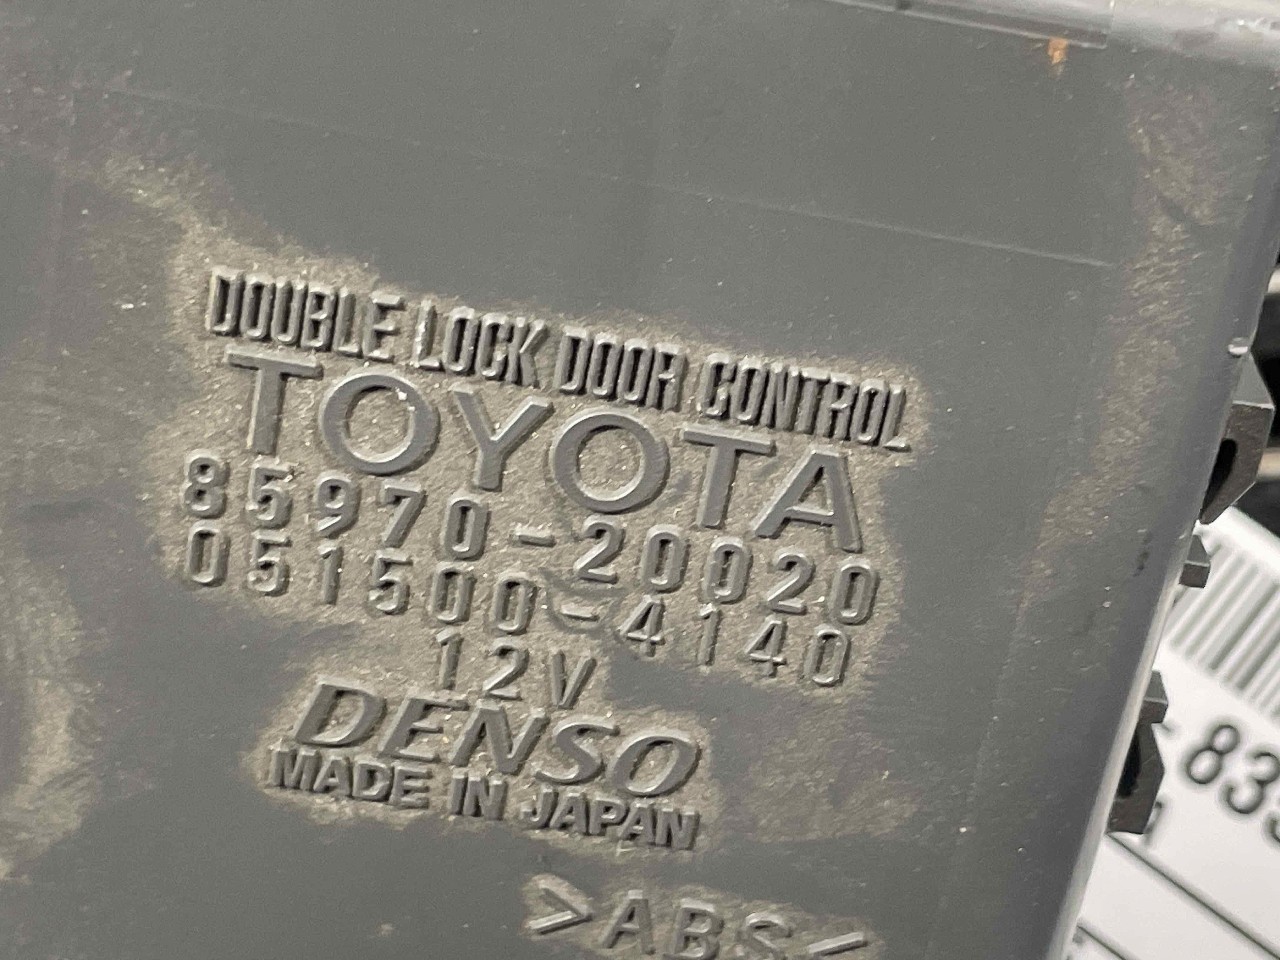 DOUBLE LOCK DOOR CONTROL
TOYOTA
85970-20020
051500-4140
12V
DENSO
MADE IN JAPAN
>ABS<